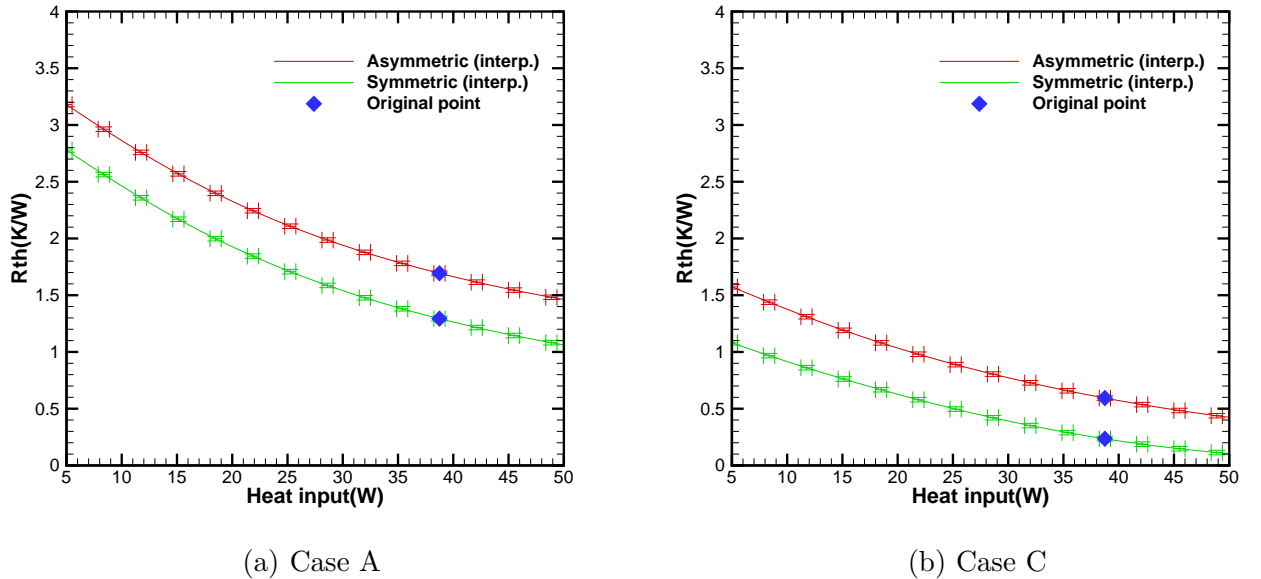 4
3.5
3
2.5
2
1.5
1
0.5
0
Rth(K/W)
5 10 15 20 25 30 35 40 45 50
Heat input(W)
Asymmetric (interp.)
Symmetric (interp.)
Original point
(a) Case A
4
3.5
3
2.5
2
1.5
1
0.5
0
Rth(K/W)
5 10 15 20 25 30 35 40 45 50
Heat input(W)
Asymmetric (interp.)
Symmetric (interp.)
Original point
(b) Case C